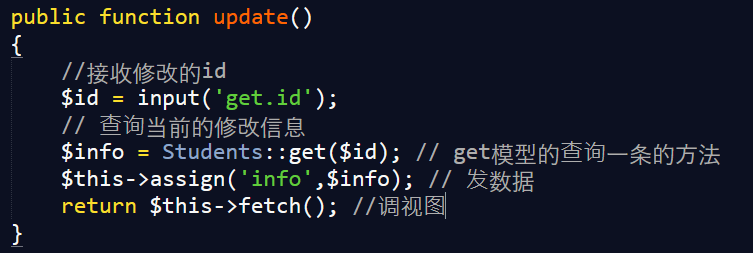 public function update()
{
    //接收修改的id
    $id = input('get.id');
    // 查询当前的修改信息
    $info = Students::get($id); // get模型的查询一条的方法
    $this->assign('info',$info); // 发数据
    return $this->fetch(); //调视图
}